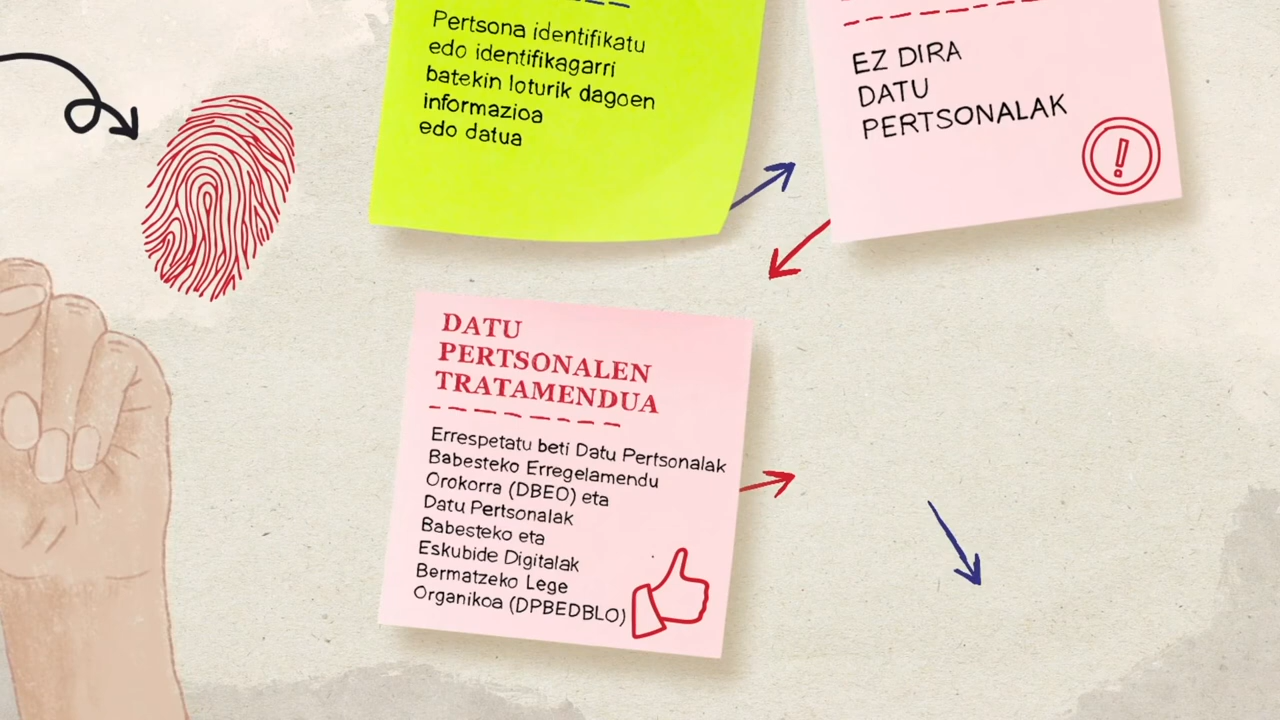 Pertsona identifikatu
edo identifikagarri
batekin loturik dagoen
informazioa
edo datua
EZ DIRA
DATU
PERTSONALAK
DATU
PERTSONALEN
TRATAMENDUA
Errespetatu beti Datu Pertsonalak
Babesteko Erregelamendu
Orokorra (DBEO) eta
Datu Pertsonalak
Babesteko eta
Eskubide Digitalak
Bermatzeko Lege
Organikoa (DPBEDBLO)